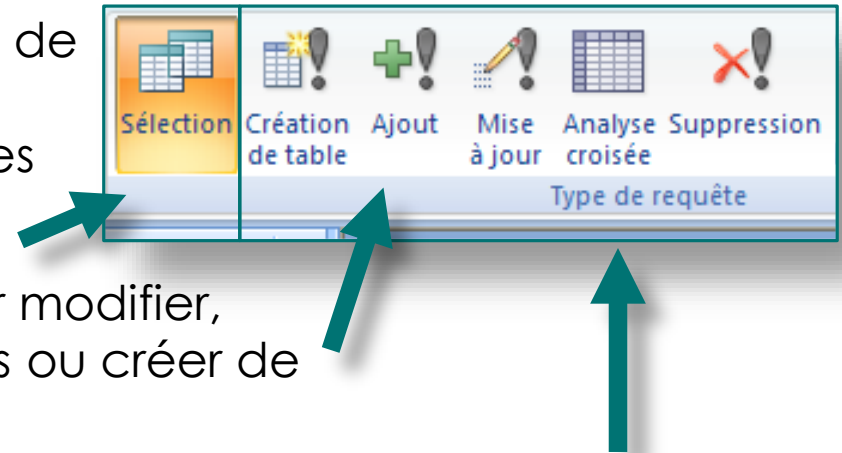 de
es
Sélection Création de table Ajout Mise à jour Analyse croisée Suppression
Type de requête
r modifier,
s ou créer de